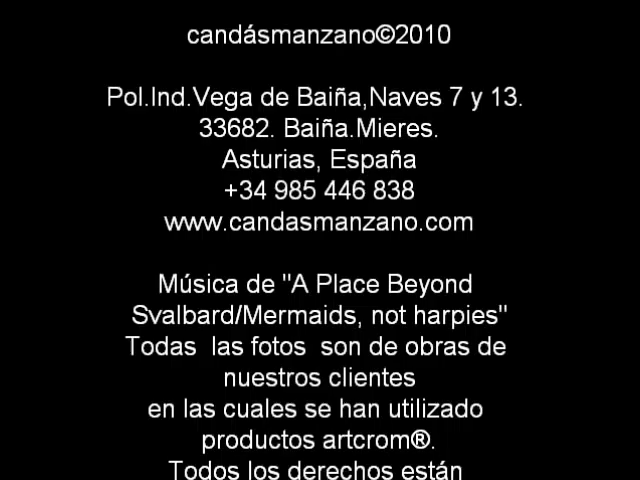 candásmanzano©2010
Pol.Ind.Vega de Baiña,Naves 7 y 13.
33682. Baiña.Mieres.
Asturias, España
+34 985 446 838
www.candasmanzano.com
Música de "A Place Beyond
Svalbard/Mermaids, not harpies"
Todas las fotos son de obras de
nuestros clientes
en las cuales se han utilizado
productos artcrom®.
Todos los derechos están